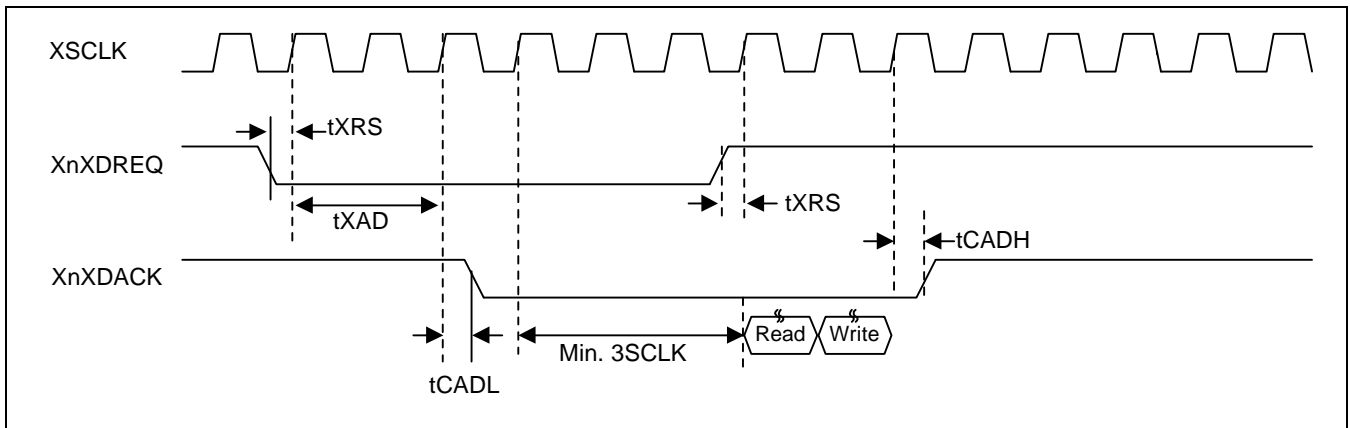 XSCLK
tXRS
XnXDREQ
tXRS
tXAD
tCADH
XnXDACK
Read Write
Min. 3SCLK
tCADL